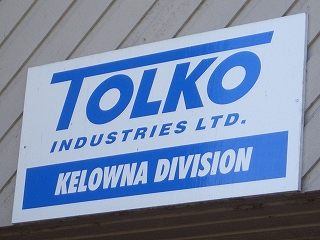 TOLKO
INDUSTRIES LTD.
KELOWNA DIVISION